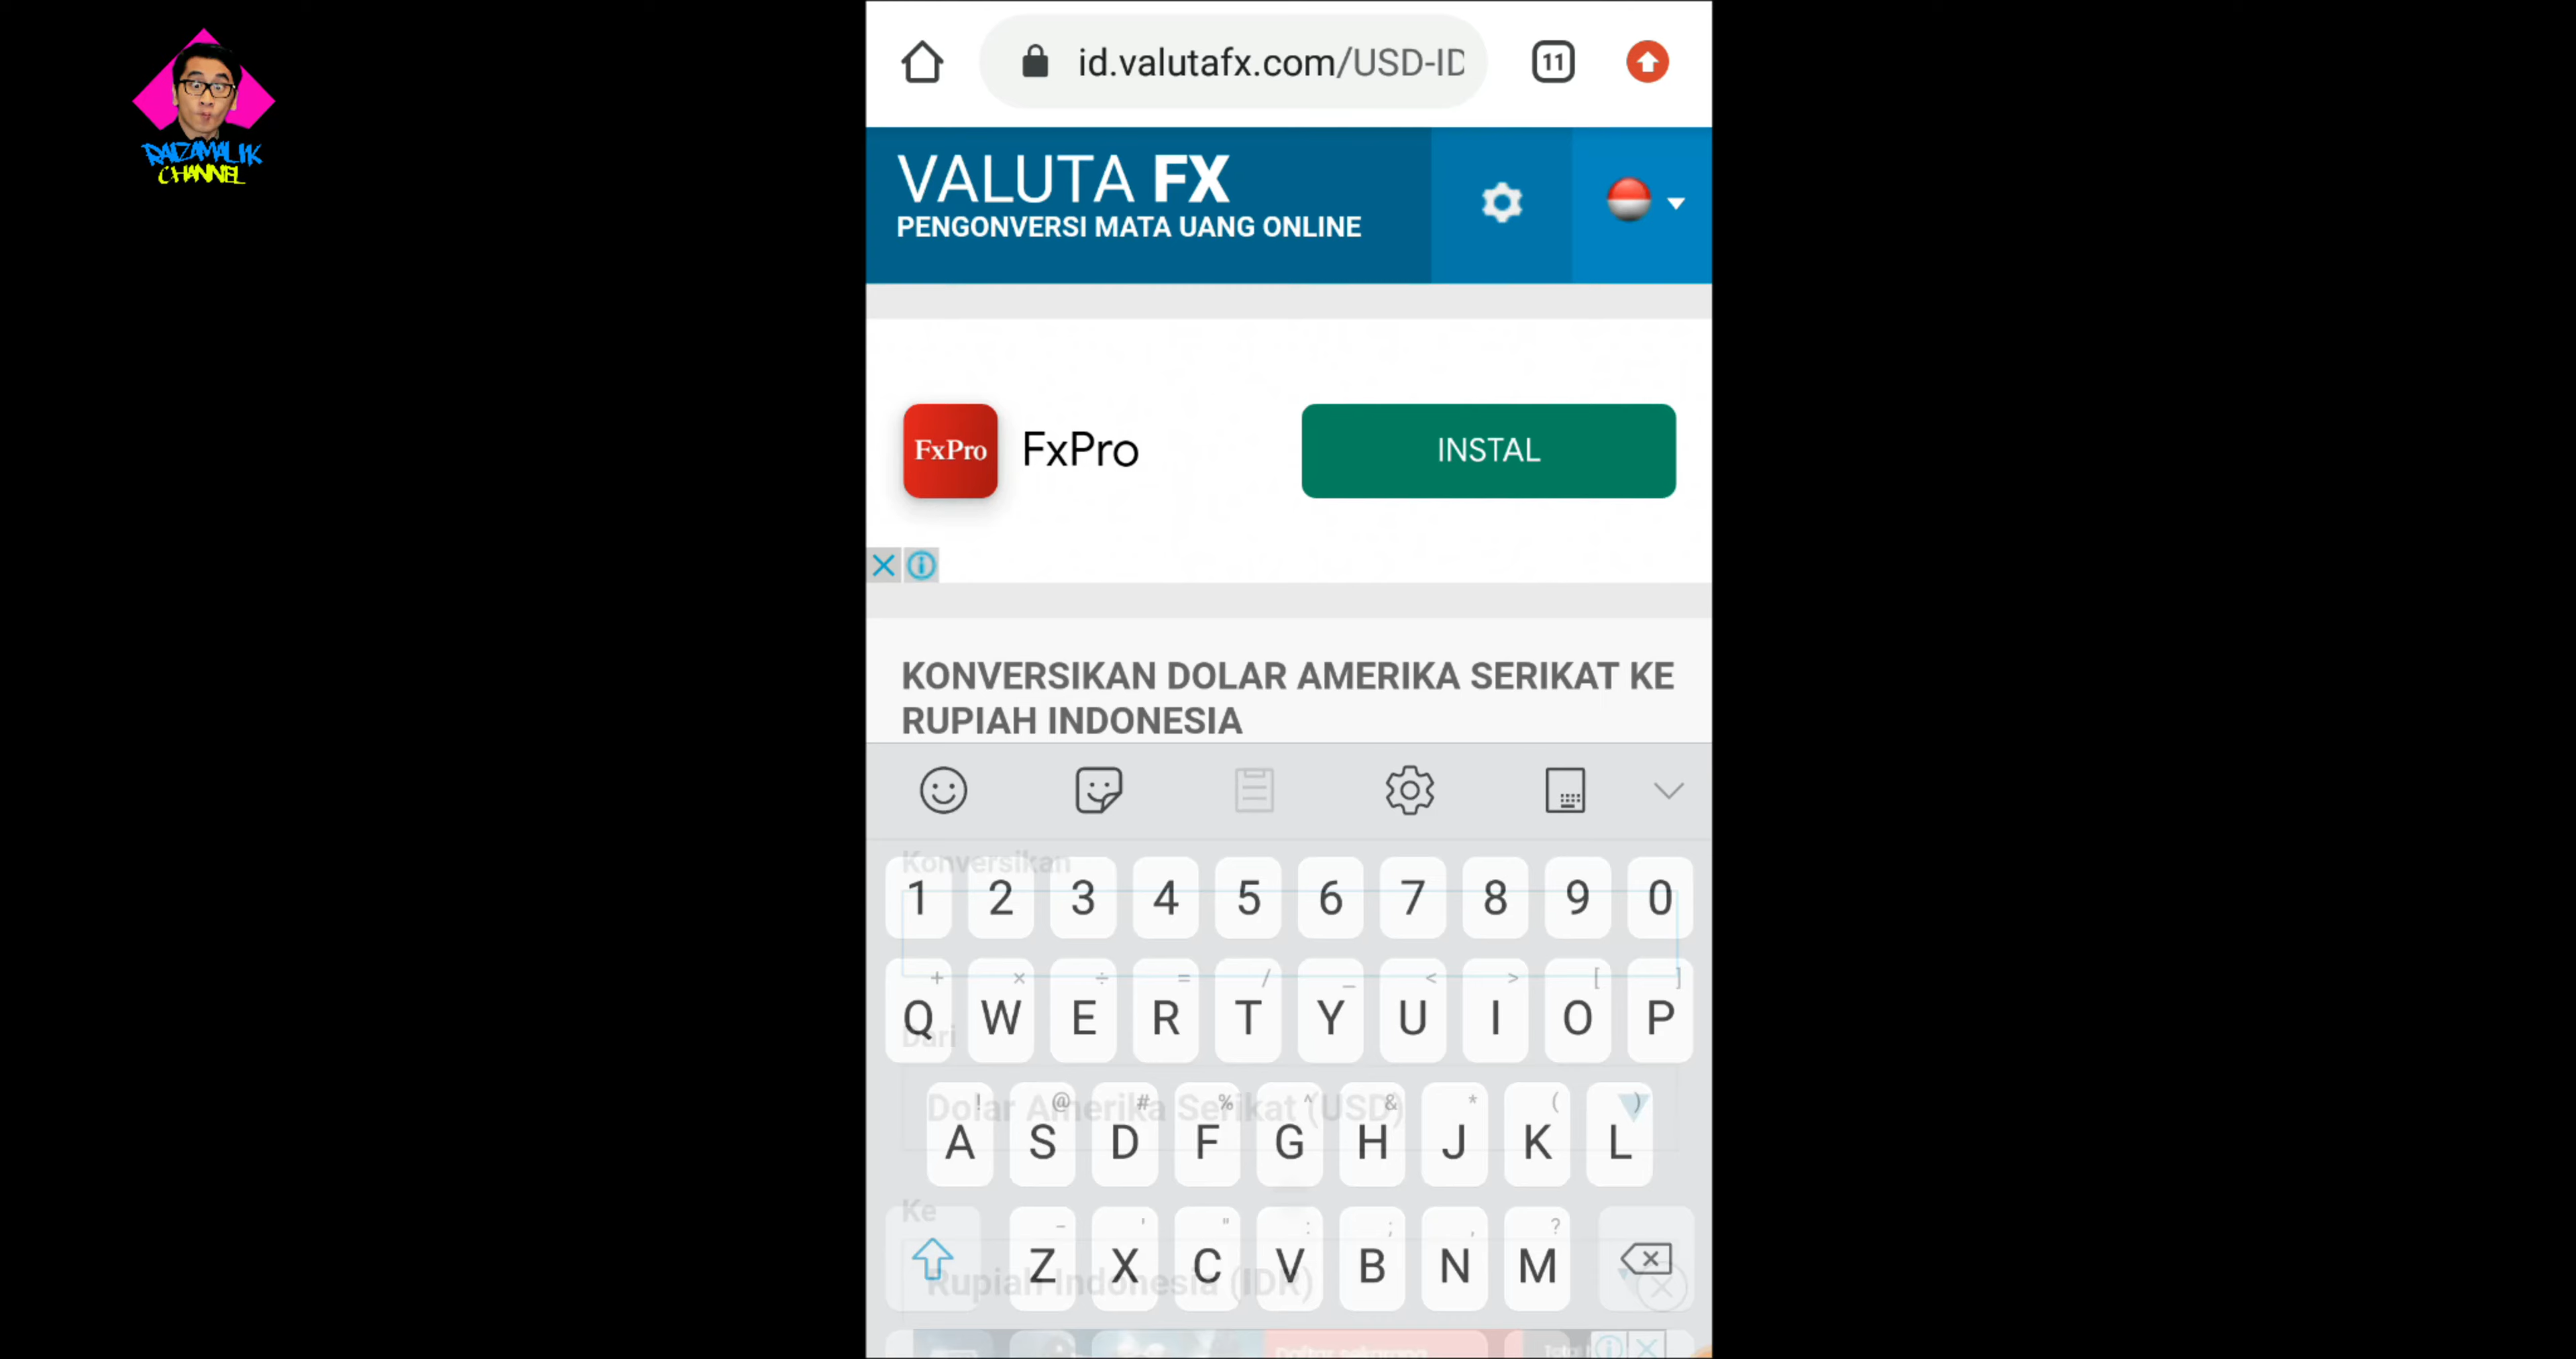 RAIZAMALIK
CHANNEL
id.valutafx.com/USD-ID
11
VALUTA FX
PENGONVERSI MATA UANG ONLINE
FxPro
FxPro
INSTAL
KONVERSIKAN DOLAR AMERIKA SERIKAT KE
RUPIAH INDONESIA
Konversikan
1 2 3 4 5 6 7 8 9 0
+ × ÷ = / _ < > [ ]
Q W E R T Y U I O P
Dari
Dolar Amerika Serikat (USD)
! @ # % ^ & * ( )
A S D F G H J K L
Ke
- ' " : ; , ?
Z X C V B N M
Rupiah Indonesia (IDR)